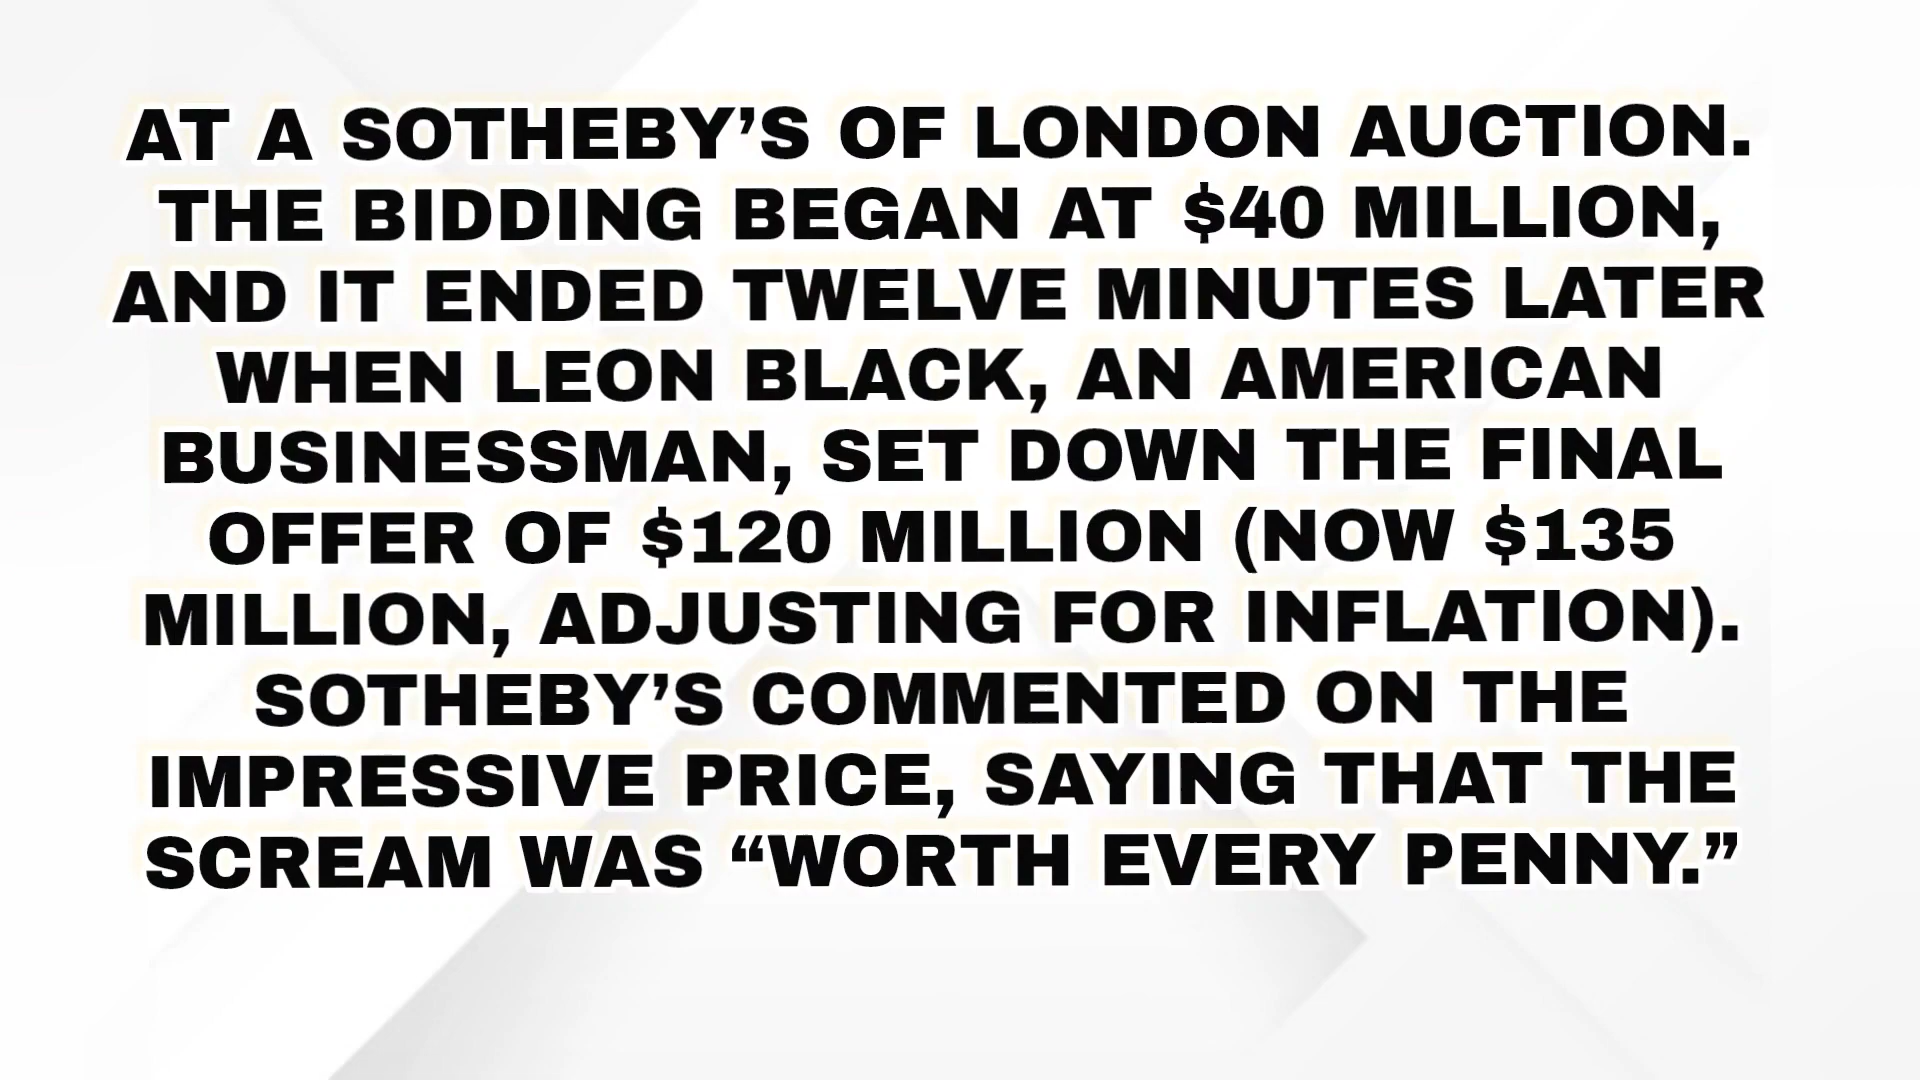 AT A SOTHEBY’S OF LONDON AUCTION.
THE BIDDING BEGAN AT $40 MILLION,
AND IT ENDED TWELVE MINUTES LATER
WHEN LEON BLACK, AN AMERICAN
BUSINESSMAN, SET DOWN THE FINAL
OFFER OF $120 MILLION (NOW $135
MILLION, ADJUSTING FOR INFLATION).
SOTHEBY’S COMMENTED ON THE
IMPRESSIVE PRICE, SAYING THAT THE
SCREAM WAS “WORTH EVERY PENNY.”